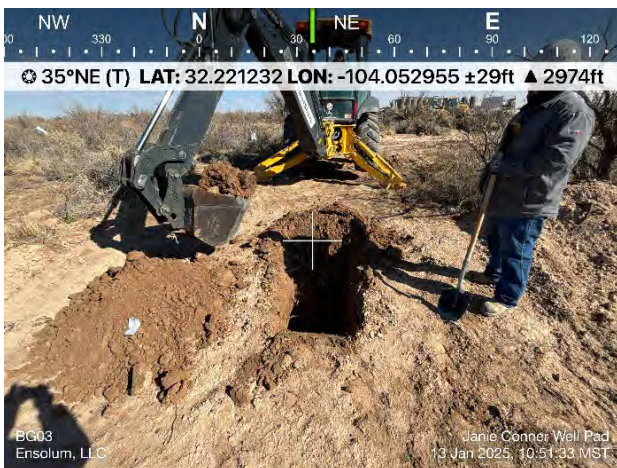 NW N NE E
00 330 0 30 60 90 120
35°NE (T) LAT: 32.221232 LON: -104.052955 ±29ft ▲ 2974ft
BG03
Ensolum, LLC
Janie Conner Well Pad
13 Jan 2025, 10:51:33 MST